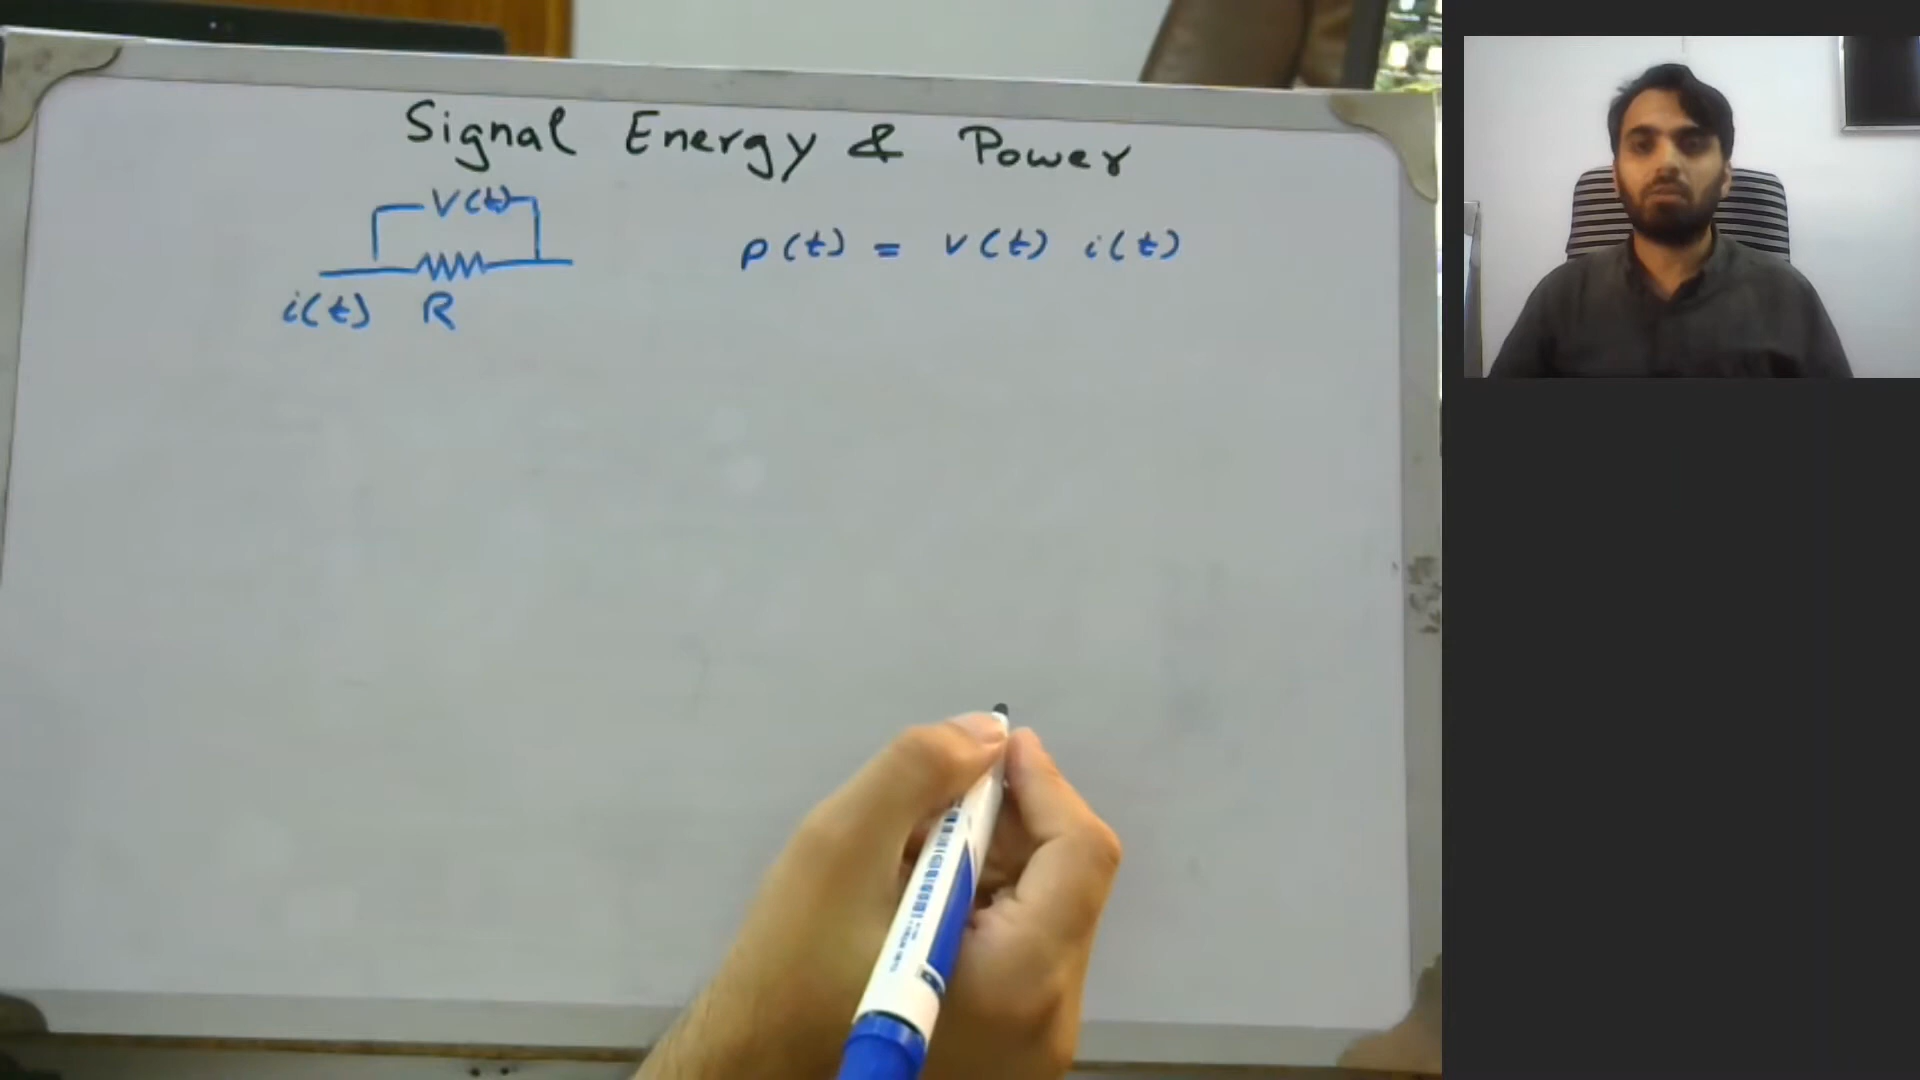 Signal Energy & Power
V(t)
p(t) = v(t) i(t)
i(t) R